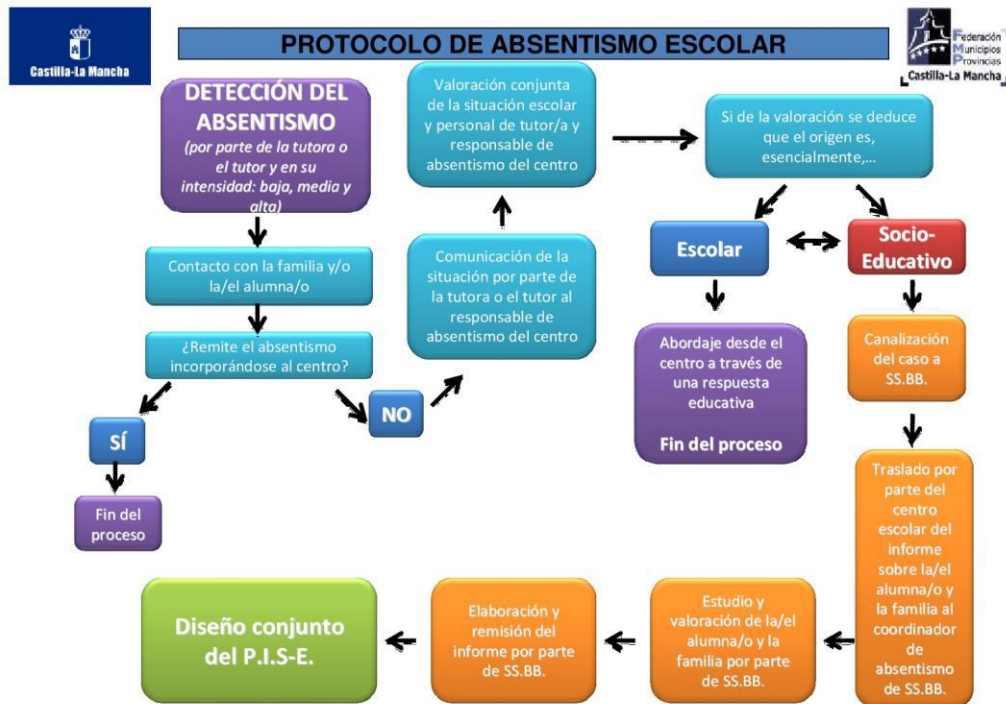 Castilla-La Mancha
PROTOCOLO DE ABSENTISMO ESCOLAR
Federación
Municipios
Provincias
Castilla-La Mancha
DETECCIÓN DEL
ABSENTISMO
(por parte de la tutora o
el tutor y en su
intensidad: baja, media y
alta)
Contacto con la familia y/o
la/el alumna/o
¿Remite el absentismo
incorporándose al centro?
SÍ
Fin del
proceso
NO
Comunicación de la
situación por parte de
la tutora o el tutor al
responsable de
absentismo del centro
Valoración conjunta
de la situación escolar
y personal de tutor/a y
responsable de
absentismo del centro
Si de la valoración se deduce
que el origen es,
esencialmente,...
Escolar
Socio-
Educativo
Abordaje desde el
centro a través de
una respuesta
educativa
Fin del proceso
Canalización
del caso a
SS.BB.
Traslado por
parte del
centro
escolar del
informe
sobre la/el
alumna/o y
la familia al
coordinador
de
absentismo
de SS.BB.
Estudio y
valoración de la/el
alumna/o y la
familia por parte
de SS.BB.
Elaboración y
remisión del
informe por parte
de SS.BB.
Diseño conjunto
del P.I.S-E.